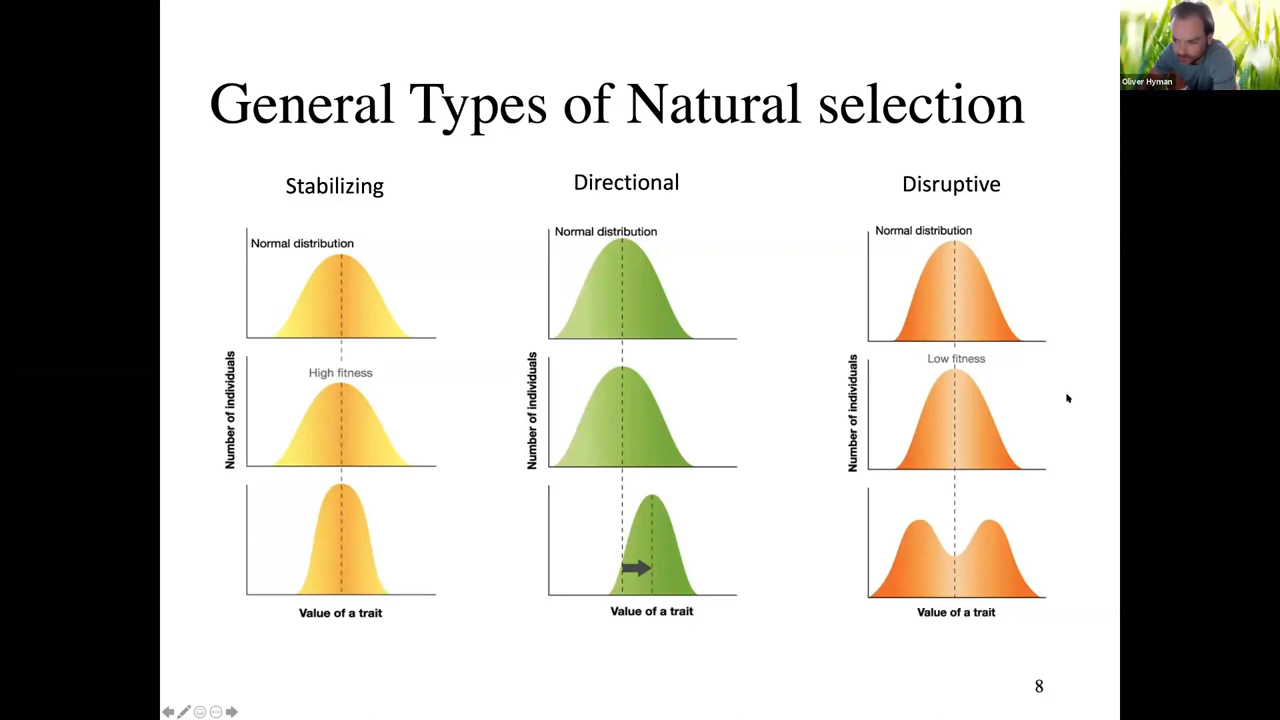 General Types of Natural selection
Oliver Hyman
Stabilizing
Normal distribution
High fitness
Number of individuals
Value of a trait
Directional
Normal distribution
Number of individuals
Value of a trait
Disruptive
Normal distribution
Low fitness
Number of individuals
Value of a trait
8